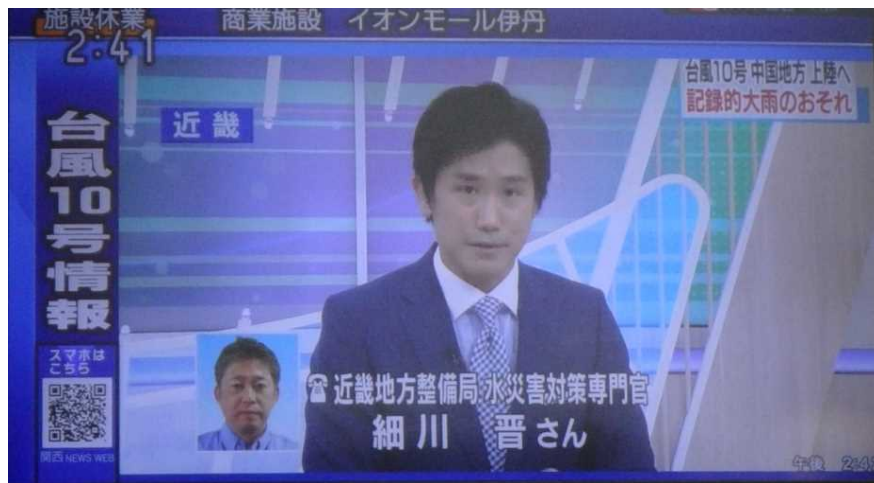 施設休業 商業施設 イオンモール伊丹
2:41
台風10号 中国地方 上陸へ
記録的大雨のおそれ
近畿
台風10号情報
スマホは
こちら
関西 NEWS WEB
☎近畿地方整備局 水災害対策専門官
細川 晋さん
午後 2:41